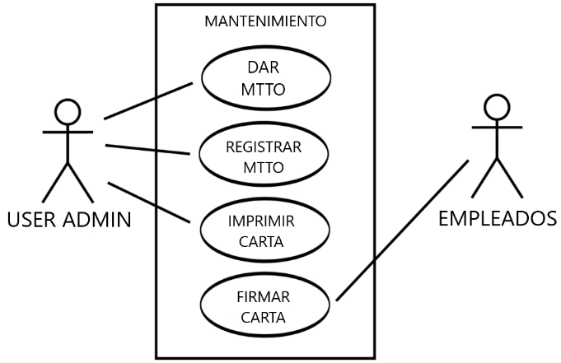 MANTENIMIENTO
DAR
MTTO
REGISTRAR
MTTO
IMPRIMIR
CARTA
FIRMAR
CARTA
USER ADMIN
EMPLEADOS